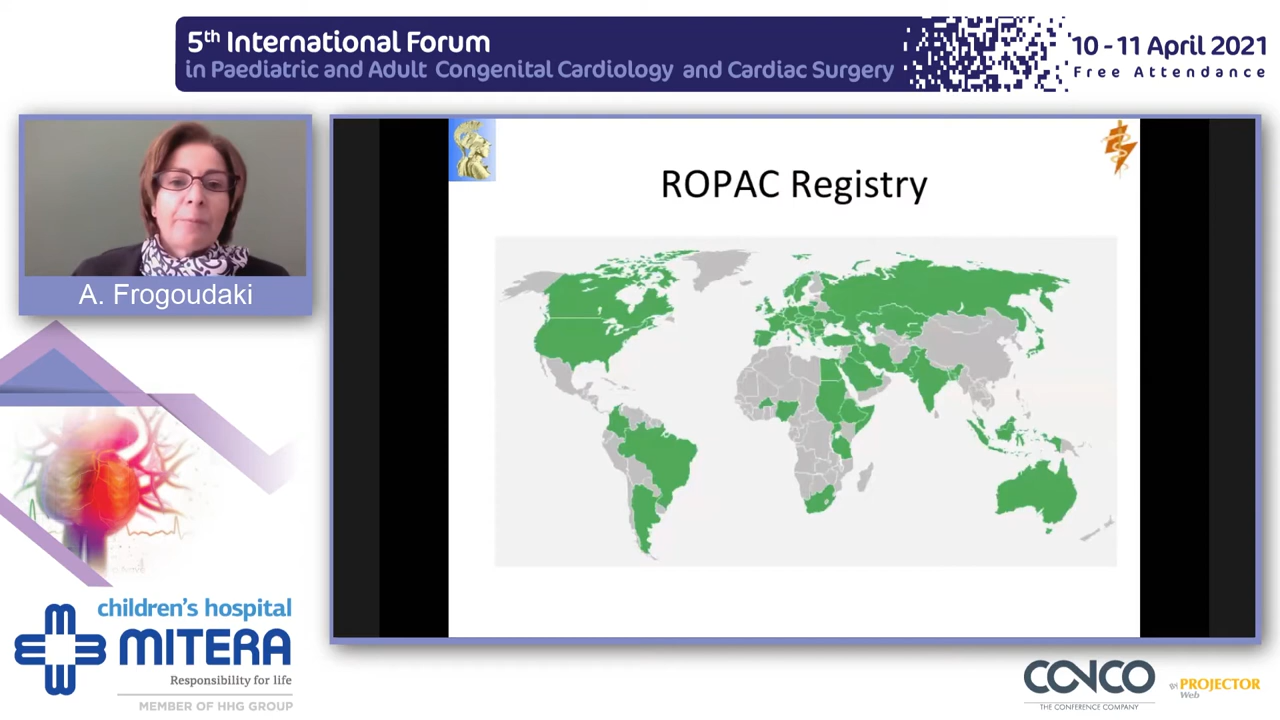 5th International Forum
in Paediatric and Adult Congenital Cardiology and Cardiac Surgery
10 - 11 April 2021
Free Attendance
A. Frogoudaki
ROPAC Registry
children's hospital
MITERA
Responsibility for life
MEMBER OF HHG GROUP
CONCO
THE CONFERENCE COMPANY
PROJECTOR
Web